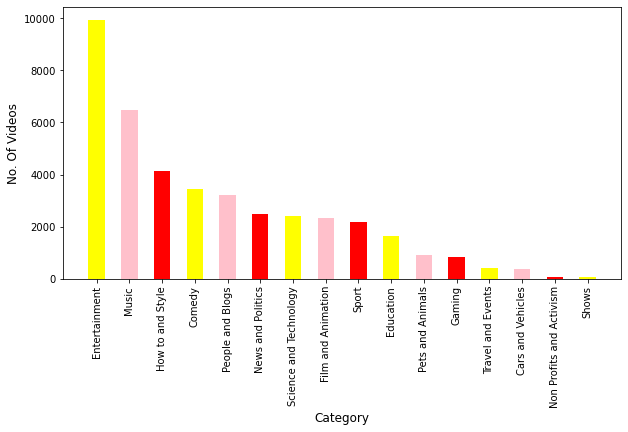 10000
8000
6000
4000
2000
0
No. Of Videos
Entertainment
Music
How to and Style
Comedy
People and Blogs
News and Politics
Science and Technology
Film and Animation
Sport
Education
Pets and Animals
Gaming
Travel and Events
Cars and Vehicles
Non Profits and Activism
Shows
Category